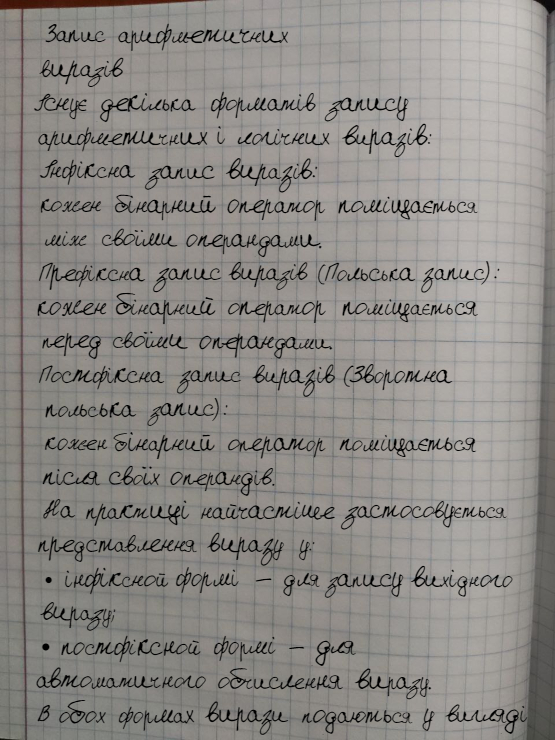 Запис арифметичних
виразів
Існує декілька форматів запису
арифметичних і логічних виразів:
Інфіксна запис виразів:
кожен бінарний оператор поміщається
між своїми операндами.
Префіксна запис виразів (Польська запис):
кожен бінарний оператор поміщається
перед своїми операндами.
Постфіксна запис виразів (Зворотна
польська запис):
кожен бінарний оператор поміщається
після своїх операндів.
На практиці найчастішее застосовується
представлення виразу у:
• інфіксной формі – для запису вихідного
виразу;
• постфіксной формі – для
автоматичного обчислення виразу.
В обох формах вирази подаються у вигляді